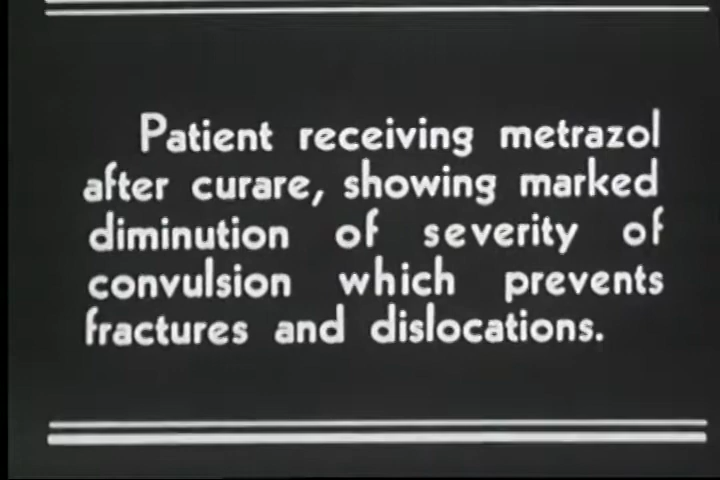 Patient receiving metrazol
after curare, showing marked
diminution of severity of
convulsion which prevents
fractures and dislocations.